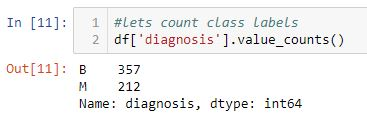 In [11]: 1 #lets count class labels
2 df['diagnosis'].value_counts()
Out[11]: B 357
M 212
Name: diagnosis, dtype: int64